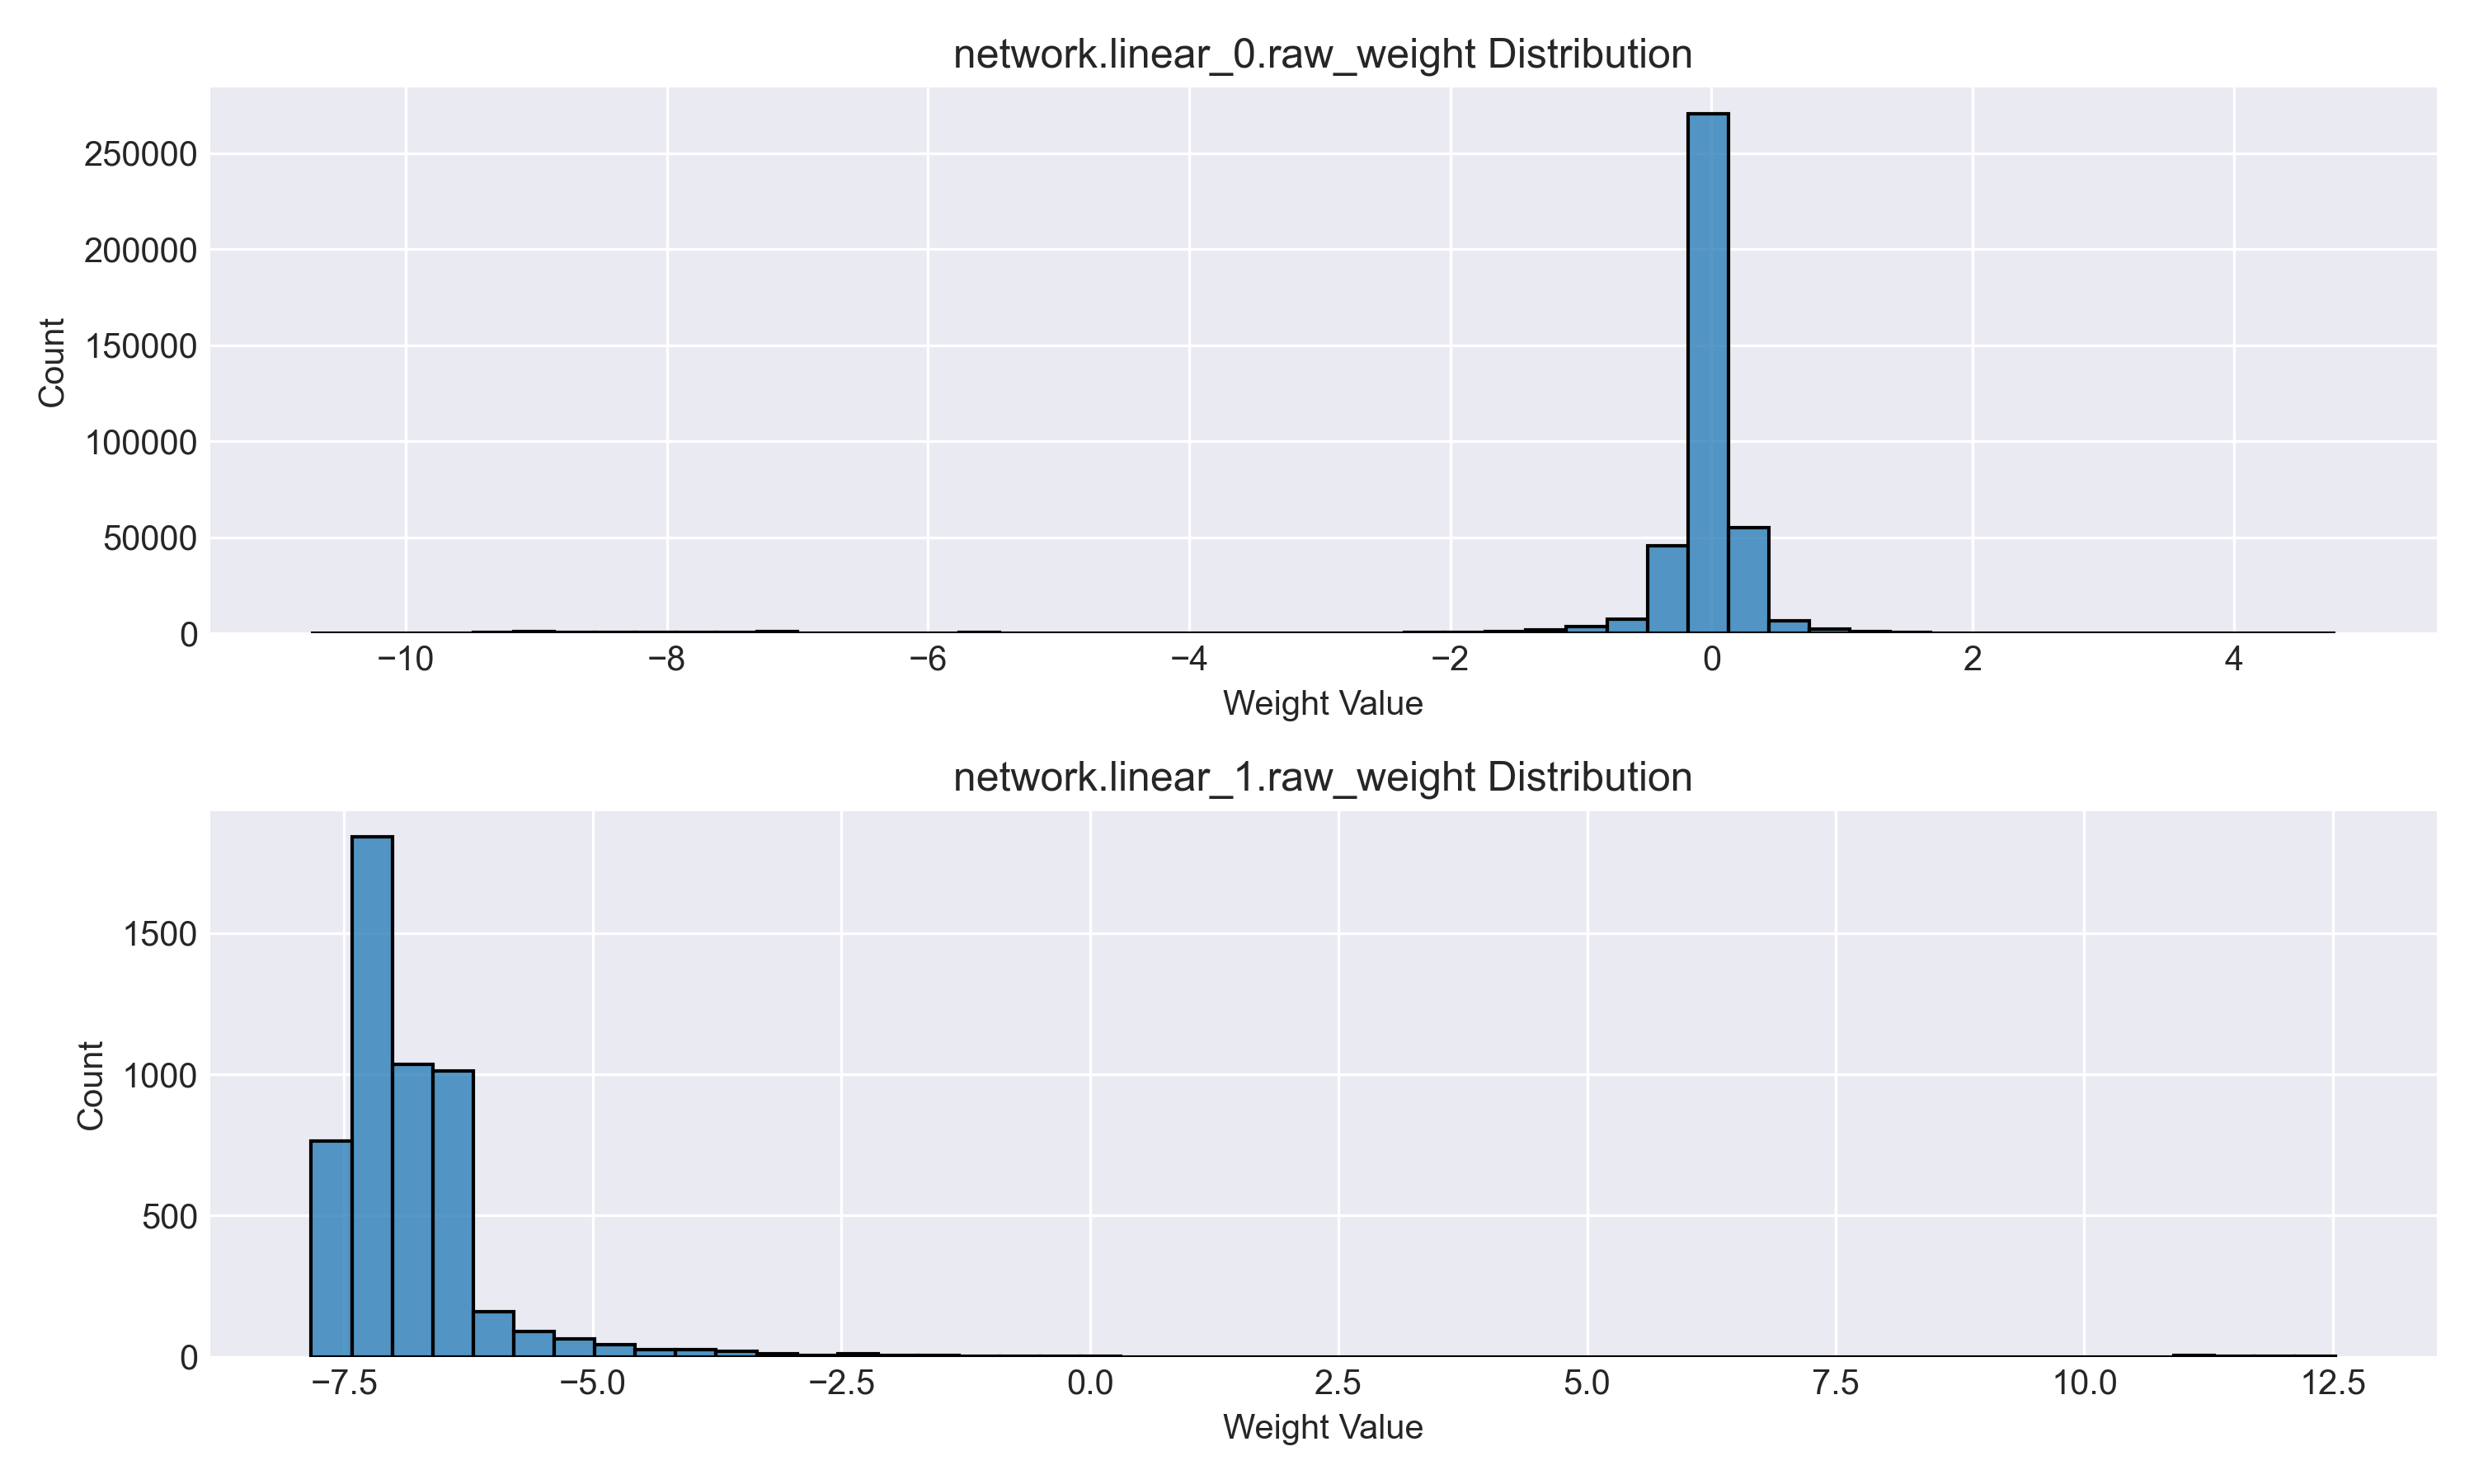 network.linear_0.raw_weight Distribution
250000
200000
150000
100000
50000
0
Count
−10 −8 −6 −4 −2 0 2 4
Weight Value
network.linear_1.raw_weight Distribution
1500
1000
500
0
Count
−7.5 −5.0 −2.5 0.0 2.5 5.0 7.5 10.0 12.5
Weight Value